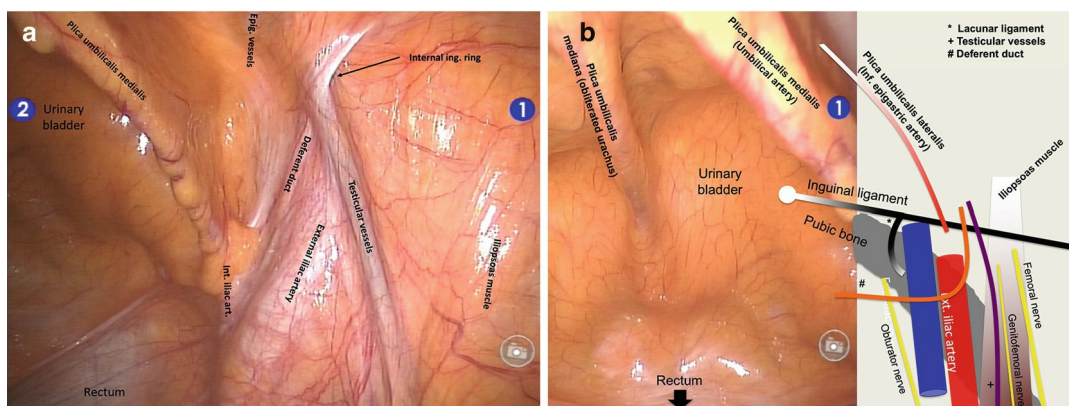 a
Epig. vessels
Plica umbilicalis medialis
Internal ing. ring
2
Urinary
bladder
1
Deferent duct
Testicular vessels
External iliac artery
Iliopsoas muscle
Int. iliac art.
Rectum
b
Plica umbilicalis
mediana (obliterated urachus)
Plica umbilicalis medialis
(Umbilical artery)
Plica umbilicalis lateralis
(Inf. epigastric artery)
* Lacunar ligament
+ Testicular vessels
# Deferent duct
1
Urinary
bladder
Inguinal ligament
Iliopsoas muscle
*
Pubic bone
#
Ext. iliac artery
Obturator nerve
Genitofemoral nerve
Femoral nerve
+
Rectum